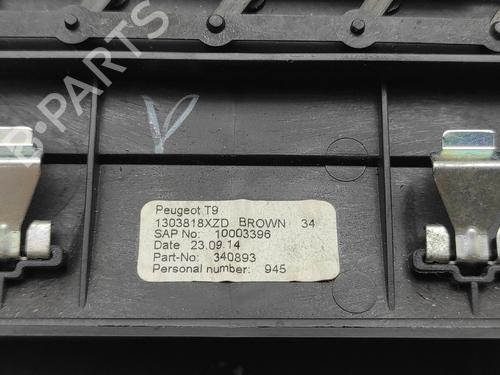 B-PARTS
Peugeot T9
1303818XZD BROWN 34
SAP No: 10003396
Date 23.09.14
Part-No: 340893
Personal number: 945